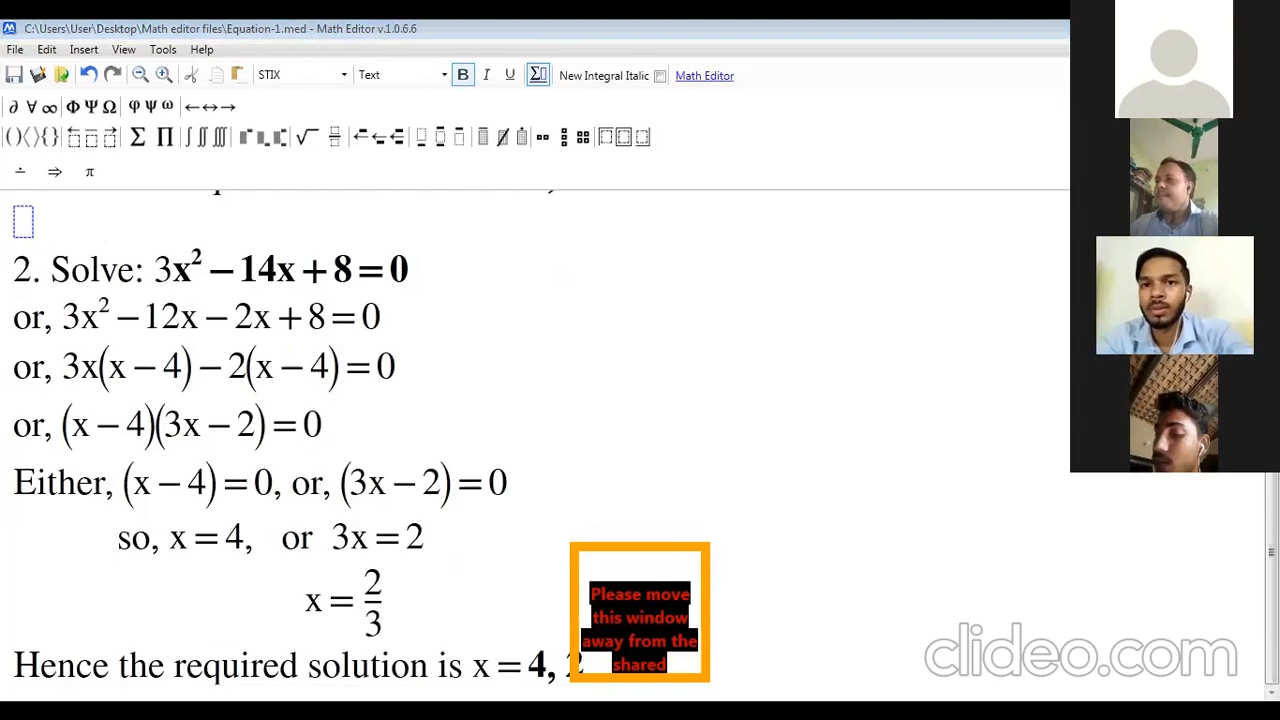 C:\Users\User\Desktop\Math editor files\Equation-1.med - Math Editor v.1.0.6.6
File Edit Insert View Tools Help
STIX Text B I U Σ New Integral Italic Math Editor
∂ ∀ ∞ Φ Ψ Ω φ ψ ω ←↔→
( ) ⟨ ⟩ { } Σ Π ∫ ∬ ∭ √
∸ ⇒ π
2. Solve: 3x² − 14x + 8 = 0
or, 3x² − 12x − 2x + 8 = 0
or, 3x(x − 4) − 2(x − 4) = 0
or, (x − 4)(3x − 2) = 0
Either, (x − 4) = 0, or, (3x − 2) = 0
so, x = 4, or 3x = 2
x = 2/3
Hence the required solution is x = 4, 2
Please move
this window
away from the
shared
clideo.com